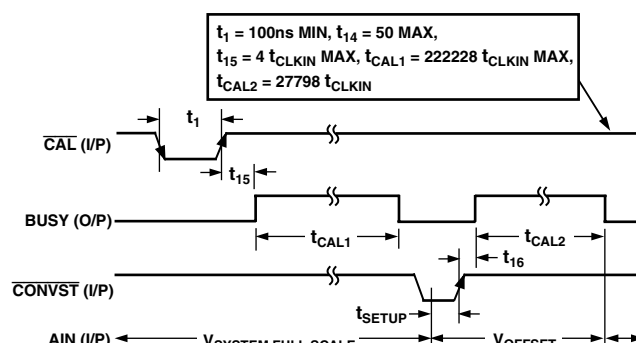 t1 = 100ns MIN, t14 = 50 MAX,
t15 = 4 tCLKIN MAX, tCAL1 = 222228 tCLKIN MAX,
tCAL2 = 27798 tCLKIN
t1
CAL (I/P)
t15
BUSY (O/P)
tCAL1
tCAL2
t16
CONVST (I/P)
tSETUP
AIN (I/P)
VSYSTEM FULL SCALE
VOFFSET